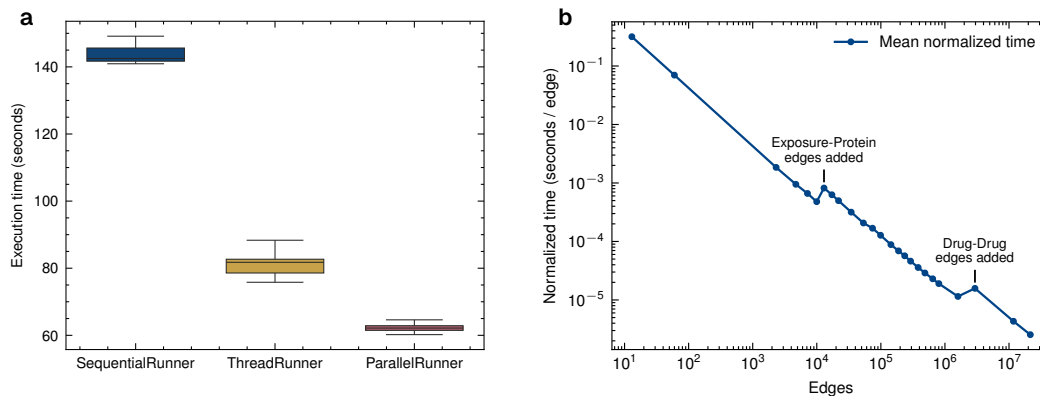 a
Execution time (seconds)
140
120
100
80
60
SequentialRunner
ThreadRunner
ParallelRunner
b
Normalized time (seconds / edge)
Mean normalized time
10⁻¹
10⁻²
10⁻³
10⁻⁴
10⁻⁵
Exposure-Protein
edges added
Drug-Drug
edges added
10¹
10²
10³
10⁴
10⁵
10⁶
10⁷
Edges